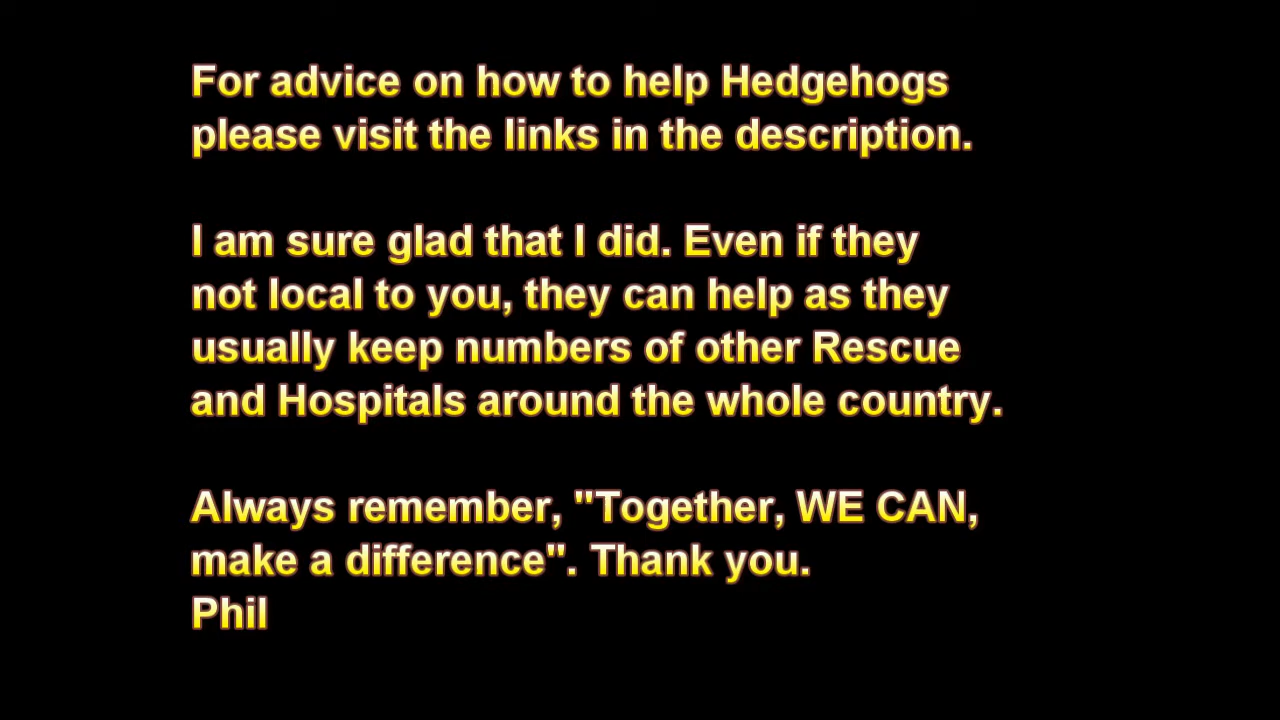 For advice on how to help Hedgehogs
please visit the links in the description.
I am sure glad that I did. Even if they
not local to you, they can help as they
usually keep numbers of other Rescue
and Hospitals around the whole country.
Always remember, "Together, WE CAN,
make a difference". Thank you.
Phil